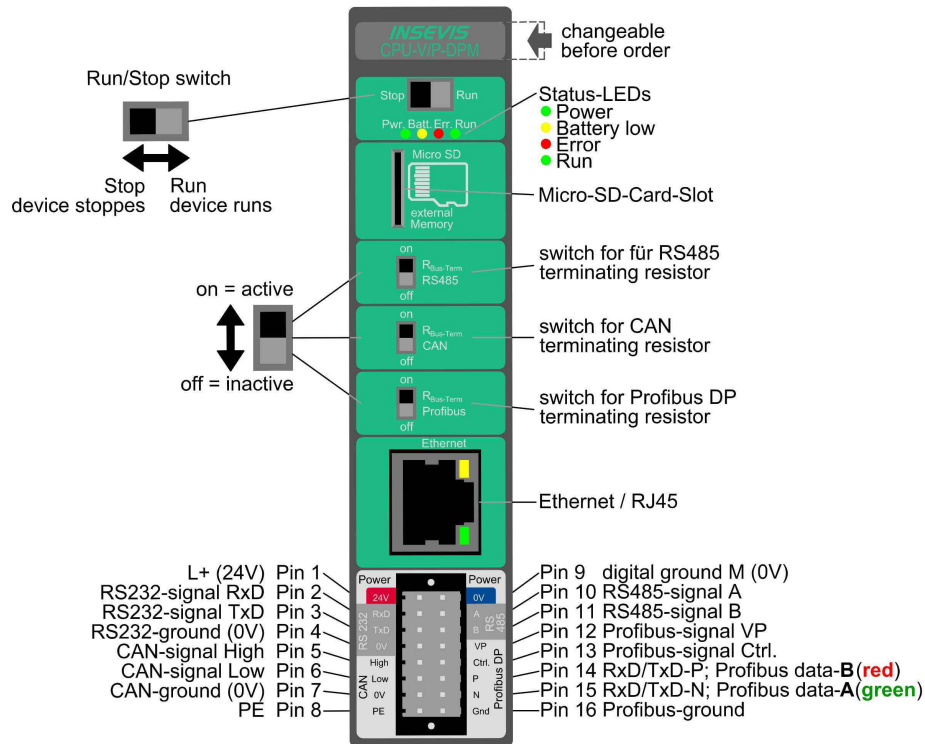 INSEVIS
CPU-V/P-DPM
changeable
before order
Run/Stop switch
Stop
Run
Stop
device stoppes
Run
device runs
Pwr. Batt. Err. Run
Status-LEDs
Power
Battery low
Error
Run
Micro SD
external
Memory
Micro-SD-Card-Slot
on
RBus-Term
RS485
off
switch for für RS485
terminating resistor
on = active
off = inactive
on
RBus-Term
CAN
off
switch for CAN
terminating resistor
on
RBus-Term
Profibus
off
switch for Profibus DP
terminating resistor
Ethernet
Ethernet / RJ45
L+ (24V) Pin 1
RS232-signal RxD Pin 2
RS232-signal TxD Pin 3
RS232-ground (0V) Pin 4
CAN-signal High Pin 5
CAN-signal Low Pin 6
CAN-ground (0V) Pin 7
PE Pin 8
Power
24V
RS 232
RxD
TxD
0V
CAN
High
Low
0V
PE
Power
0V
A
B
RS
485
VP
Ctrl.
P
N
Gnd
Profibus DP
Pin 9 digital ground M (0V)
Pin 10 RS485-signal A
Pin 11 RS485-signal B
Pin 12 Profibus-signal VP
Pin 13 Profibus-signal Ctrl.
Pin 14 RxD/TxD-P; Profibus data-B(red)
Pin 15 RxD/TxD-N; Profibus data-A(green)
Pin 16 Profibus-ground